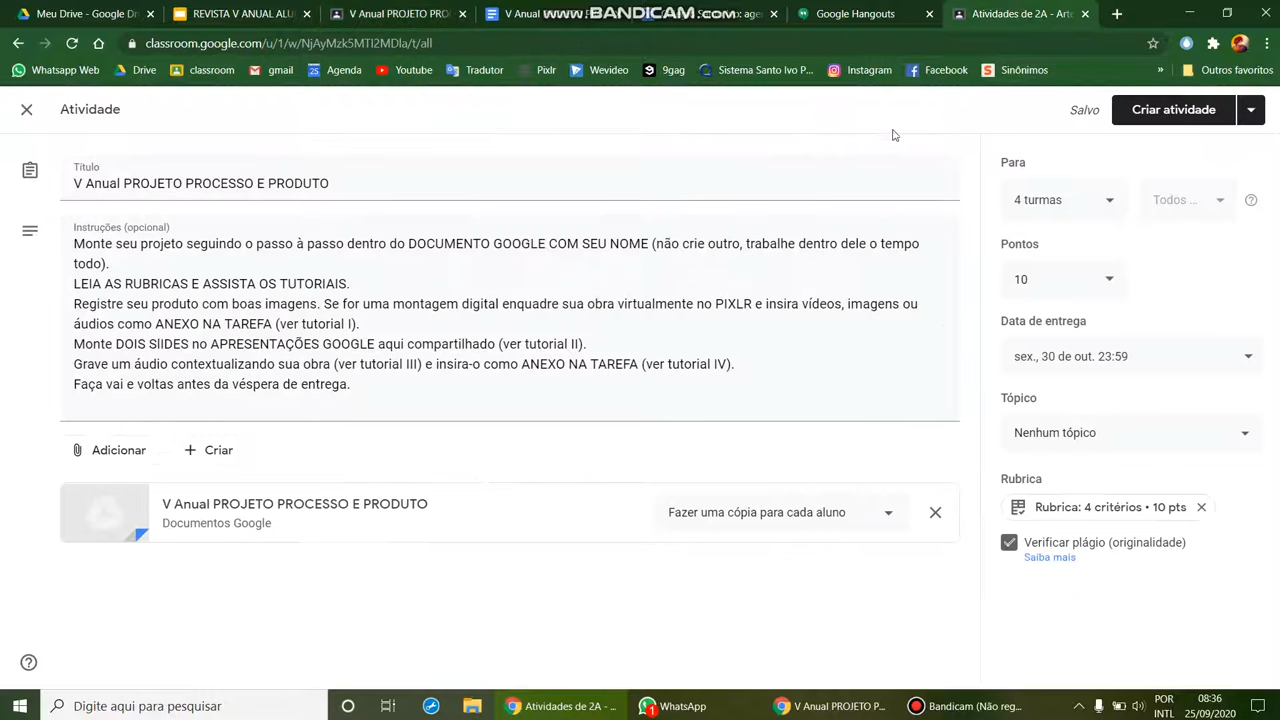 Meu Drive - Google D
REVISTA V ANUAL ALU
V Anual PROJETO PRO
V Anual
www.BANDICAM.com
Google Hangouts
Atividades de 2A - Arte
classroom.google.com/u/1/w/NjAyMzk5MTI2MDla/t/all
Whatsapp Web
Drive
classroom
gmail
Agenda
Youtube
Tradutor
Pixlr
Wevideo
9gag
Sistema Santo Ivo P...
Instagram
Facebook
Sinônimos
»
Outros favoritos
Atividade
Salvo
Criar atividade
Título
V Anual PROJETO PROCESSO E PRODUTO
Instruções (opcional)
Monte seu projeto seguindo o passo à passo dentro do DOCUMENTO GOOGLE COM SEU NOME (não crie outro, trabalhe dentro dele o tempo
todo).
LEIA AS RUBRICAS E ASSISTA OS TUTORIAIS.
Registre seu produto com boas imagens. Se for uma montagem digital enquadre sua obra virtualmente no PIXLR e insira vídeos, imagens ou
áudios como ANEXO NA TAREFA (ver tutorial I).
Monte DOIS SlIDES no APRESENTAÇÕES GOOGLE aqui compartilhado (ver tutorial II).
Grave um áudio contextualizando sua obra (ver tutorial III) e insira-o como ANEXO NA TAREFA (ver tutorial IV).
Faça vai e voltas antes da véspera de entrega.
Adicionar
Criar
V Anual PROJETO PROCESSO E PRODUTO
Documentos Google
Fazer uma cópia para cada aluno
Para
4 turmas
Todos ...
Pontos
10
Data de entrega
sex., 30 de out. 23:59
Tópico
Nenhum tópico
Rubrica
Rubrica: 4 critérios • 10 pts
Verificar plágio (originalidade)
Saiba mais
Digite aqui para pesquisar
Atividades de 2A - ...
1
WhatsApp
V Anual PROJETO P...
Bandicam (Não reg...
POR
INTL
08:36
25/09/2020